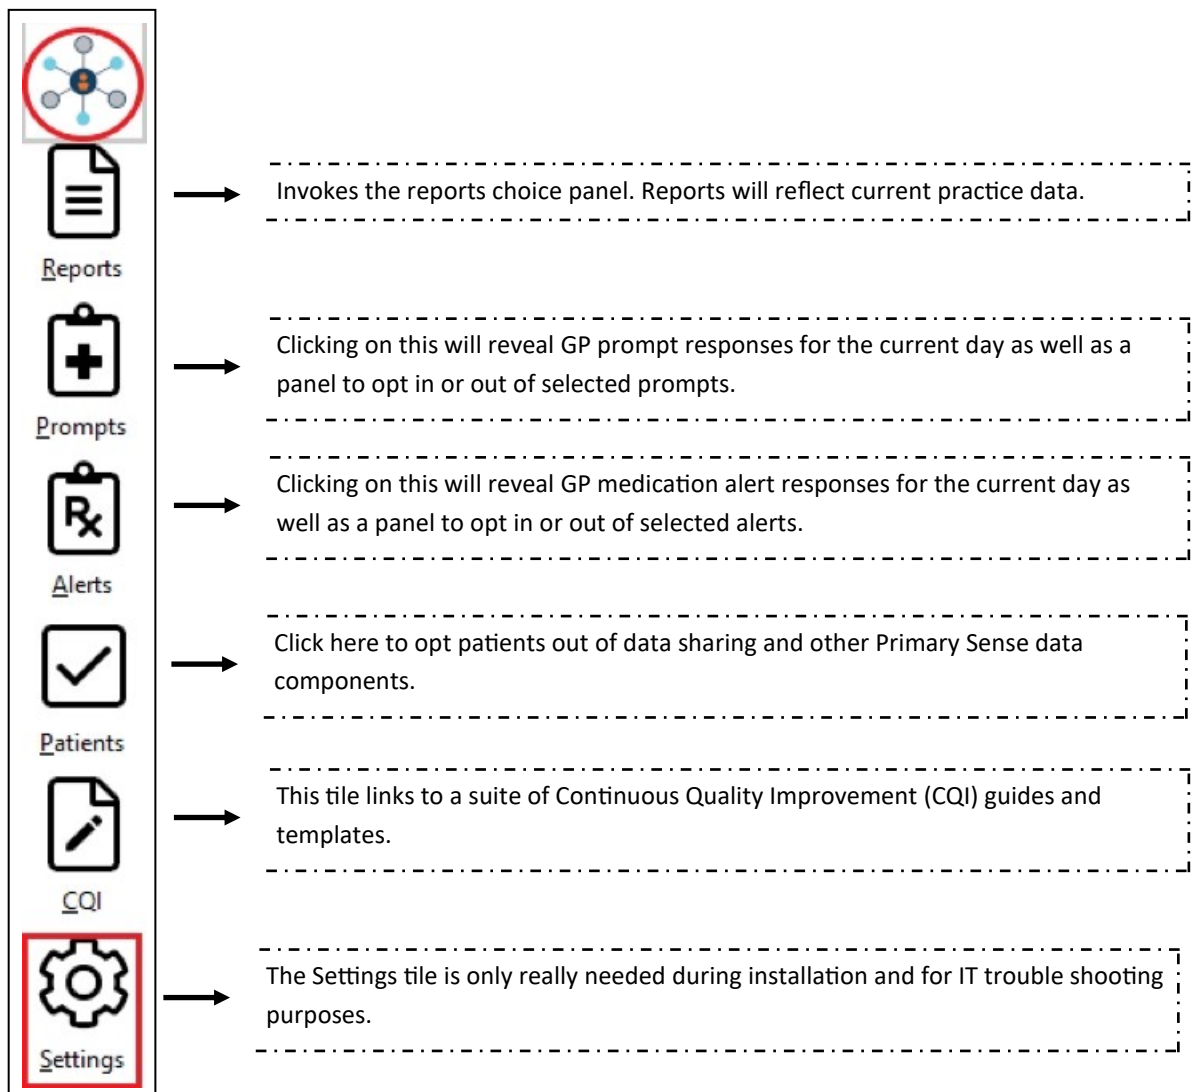 Invokes the reports choice panel. Reports will reflect current practice data.
Reports
Clicking on this will reveal GP prompt responses for the current day as well as a
panel to opt in or out of selected prompts.
Prompts
Clicking on this will reveal GP medication alert responses for the current day as
well as a panel to opt in or out of selected alerts.
Rx
Alerts
Click here to opt patients out of data sharing and other Primary Sense data
components.
Patients
This tile links to a suite of Continuous Quality Improvement (CQI) guides and
templates.
CQI
The Settings tile is only really needed during installation and for IT trouble shooting
purposes.
Settings